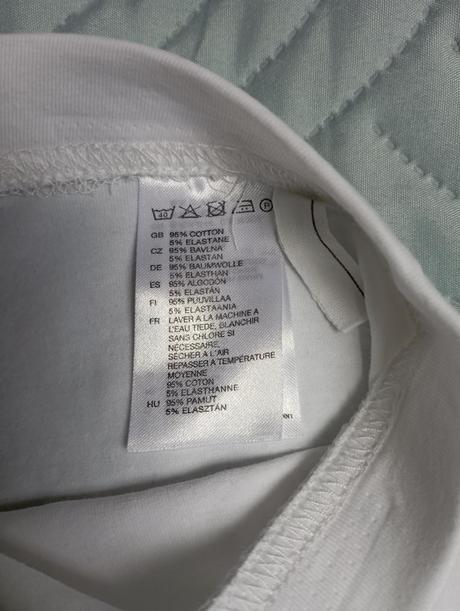 40 P
GB 95% COTTON
5% ELASTANE
CZ 95% BAVLNA
5% ELASTAN
DE 95% BAUMWOLLE
5% ELASTHAN
ES 95% ALGODÓN
5% ELASTÁN
FI 95% PUUVILLAA
5% ELASTAANIA
FR LAVER A LA MACHINE A
L'EAU TIEDE, BLANCHIR
SANS CHLORE SI
NÉCESSAIRE,
SÉCHER À L'AIR
REPASSER A TEMPÉRATURE
MOYENNE
95% COTON
5% ÉLASTHANNE
HU 95% PAMUT
5% ELASZTÁN